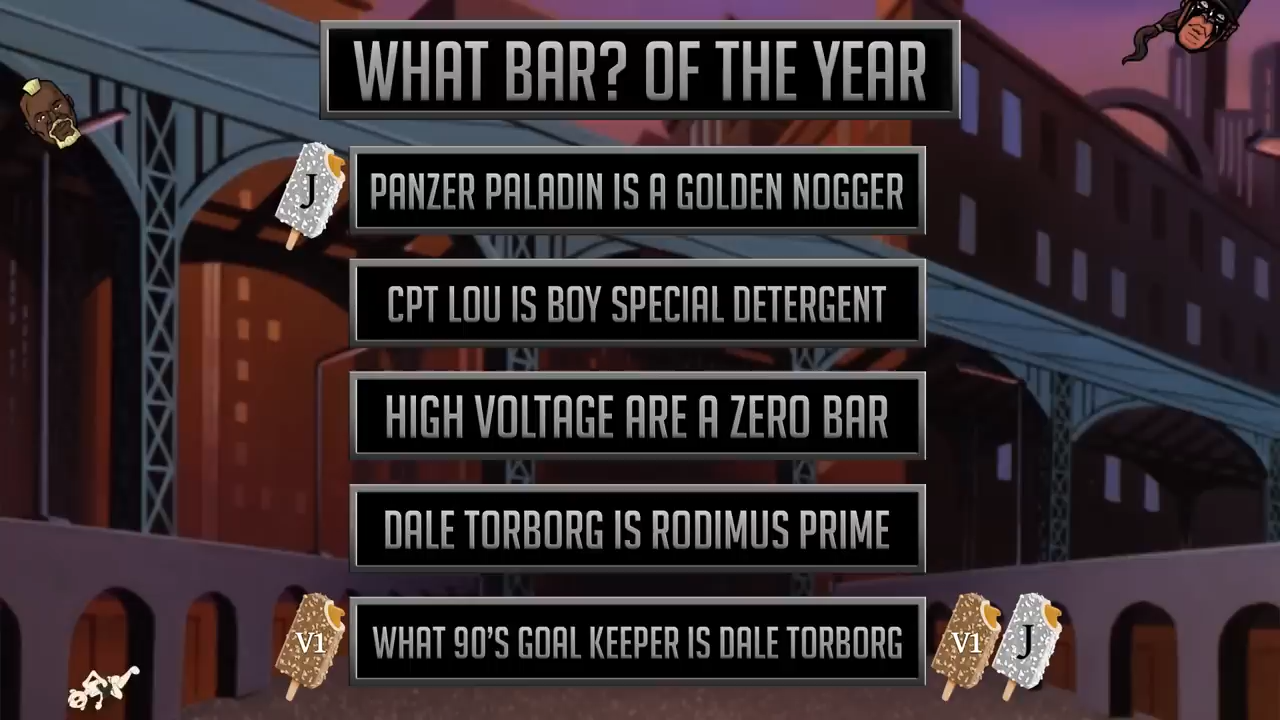 WHAT BAR? OF THE YEAR
J
PANZER PALADIN IS A GOLDEN NOGGER
CPT LOU IS BOY SPECIAL DETERGENT
HIGH VOLTAGE ARE A ZERO BAR
DALE TORBORG IS RODIMUS PRIME
V1
WHAT 90'S GOAL KEEPER IS DALE TORBORG
V1
J